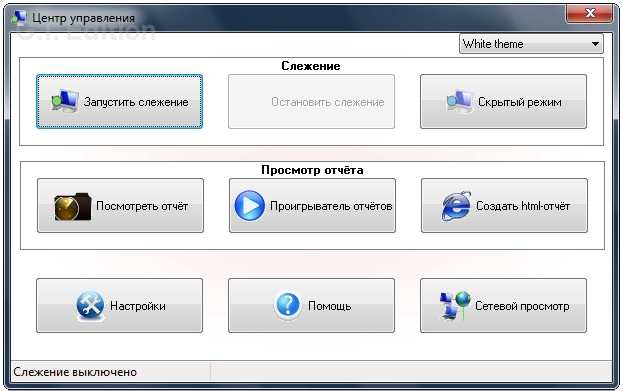 Центр управления
G.T. Edition
White theme
Слежение
Запустить слежение
Остановить слежение
Скрытый режим
Просмотр отчёта
Посмотреть отчёт
Проигрыватель отчётов
Создать html-отчёт
Настройки
Помощь
Сетевой просмотр
Слежение выключено